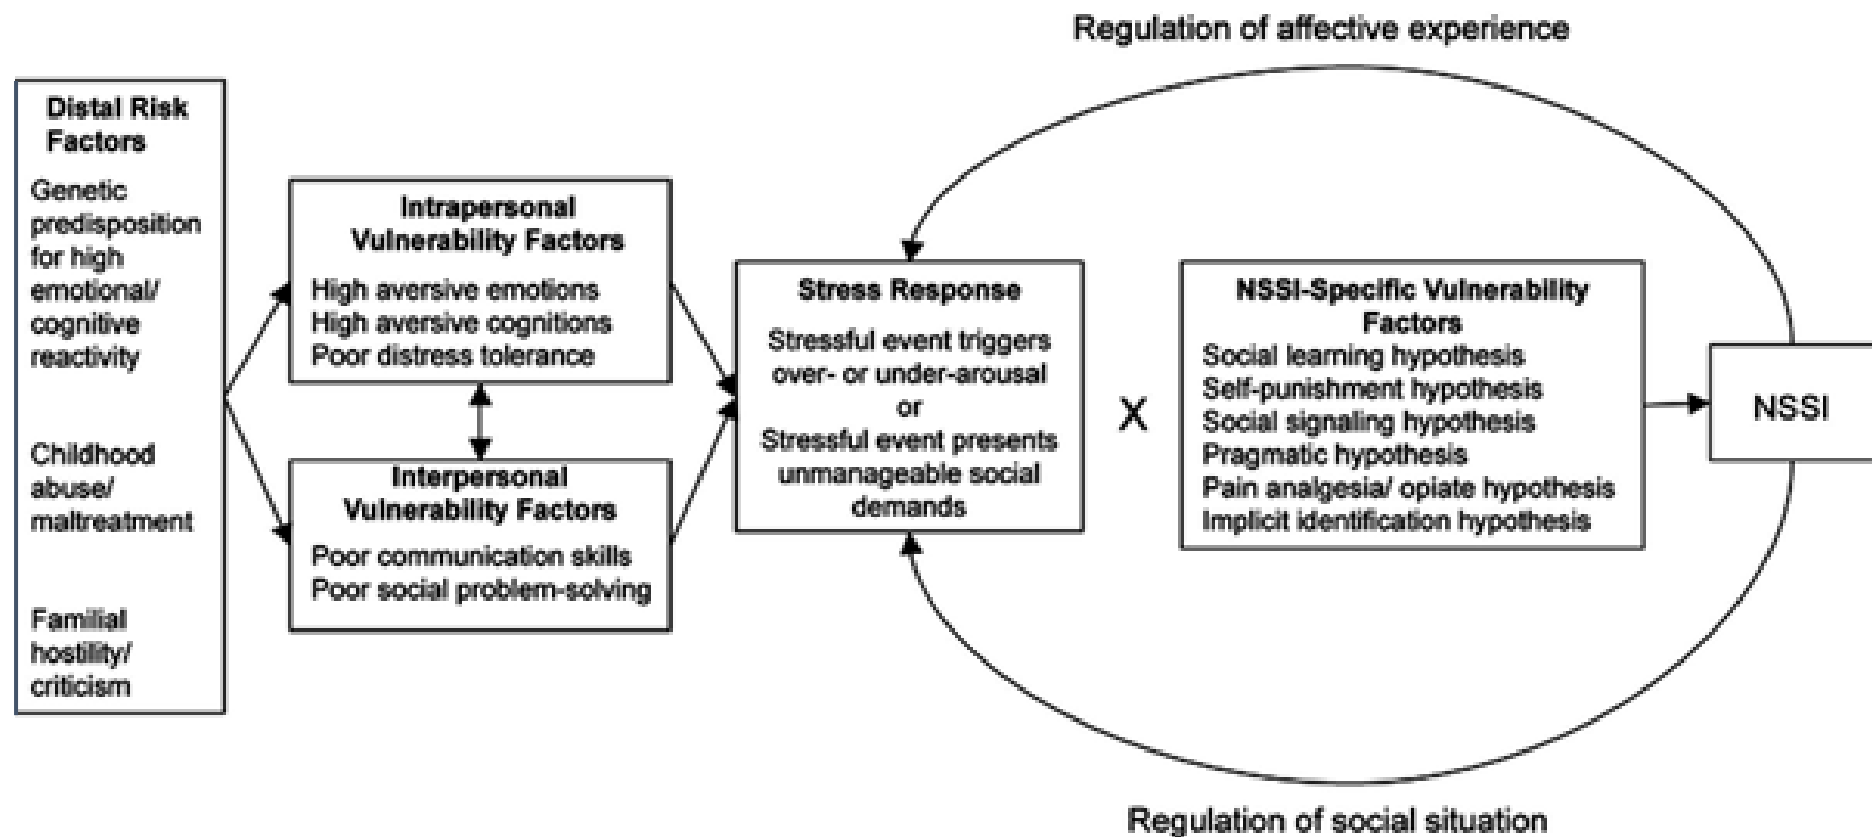 Regulation of affective experience
Distal Risk
Factors
Genetic
predisposition
for high
emotional/
cognitive
reactivity
Childhood
abuse/
maltreatment
Familial
hostility/
criticism
Intrapersonal
Vulnerability Factors
High aversive emotions
High aversive cognitions
Poor distress tolerance
Interpersonal
Vulnerability Factors
Poor communication skills
Poor social problem-solving
Stress Response
Stressful event triggers
over- or under-arousal
or
Stressful event presents
unmanageable social
demands
X
NSSI-Specific Vulnerability
Factors
Social learning hypothesis
Self-punishment hypothesis
Social signaling hypothesis
Pragmatic hypothesis
Pain analgesia/ opiate hypothesis
Implicit identification hypothesis
NSSI
Regulation of social situation